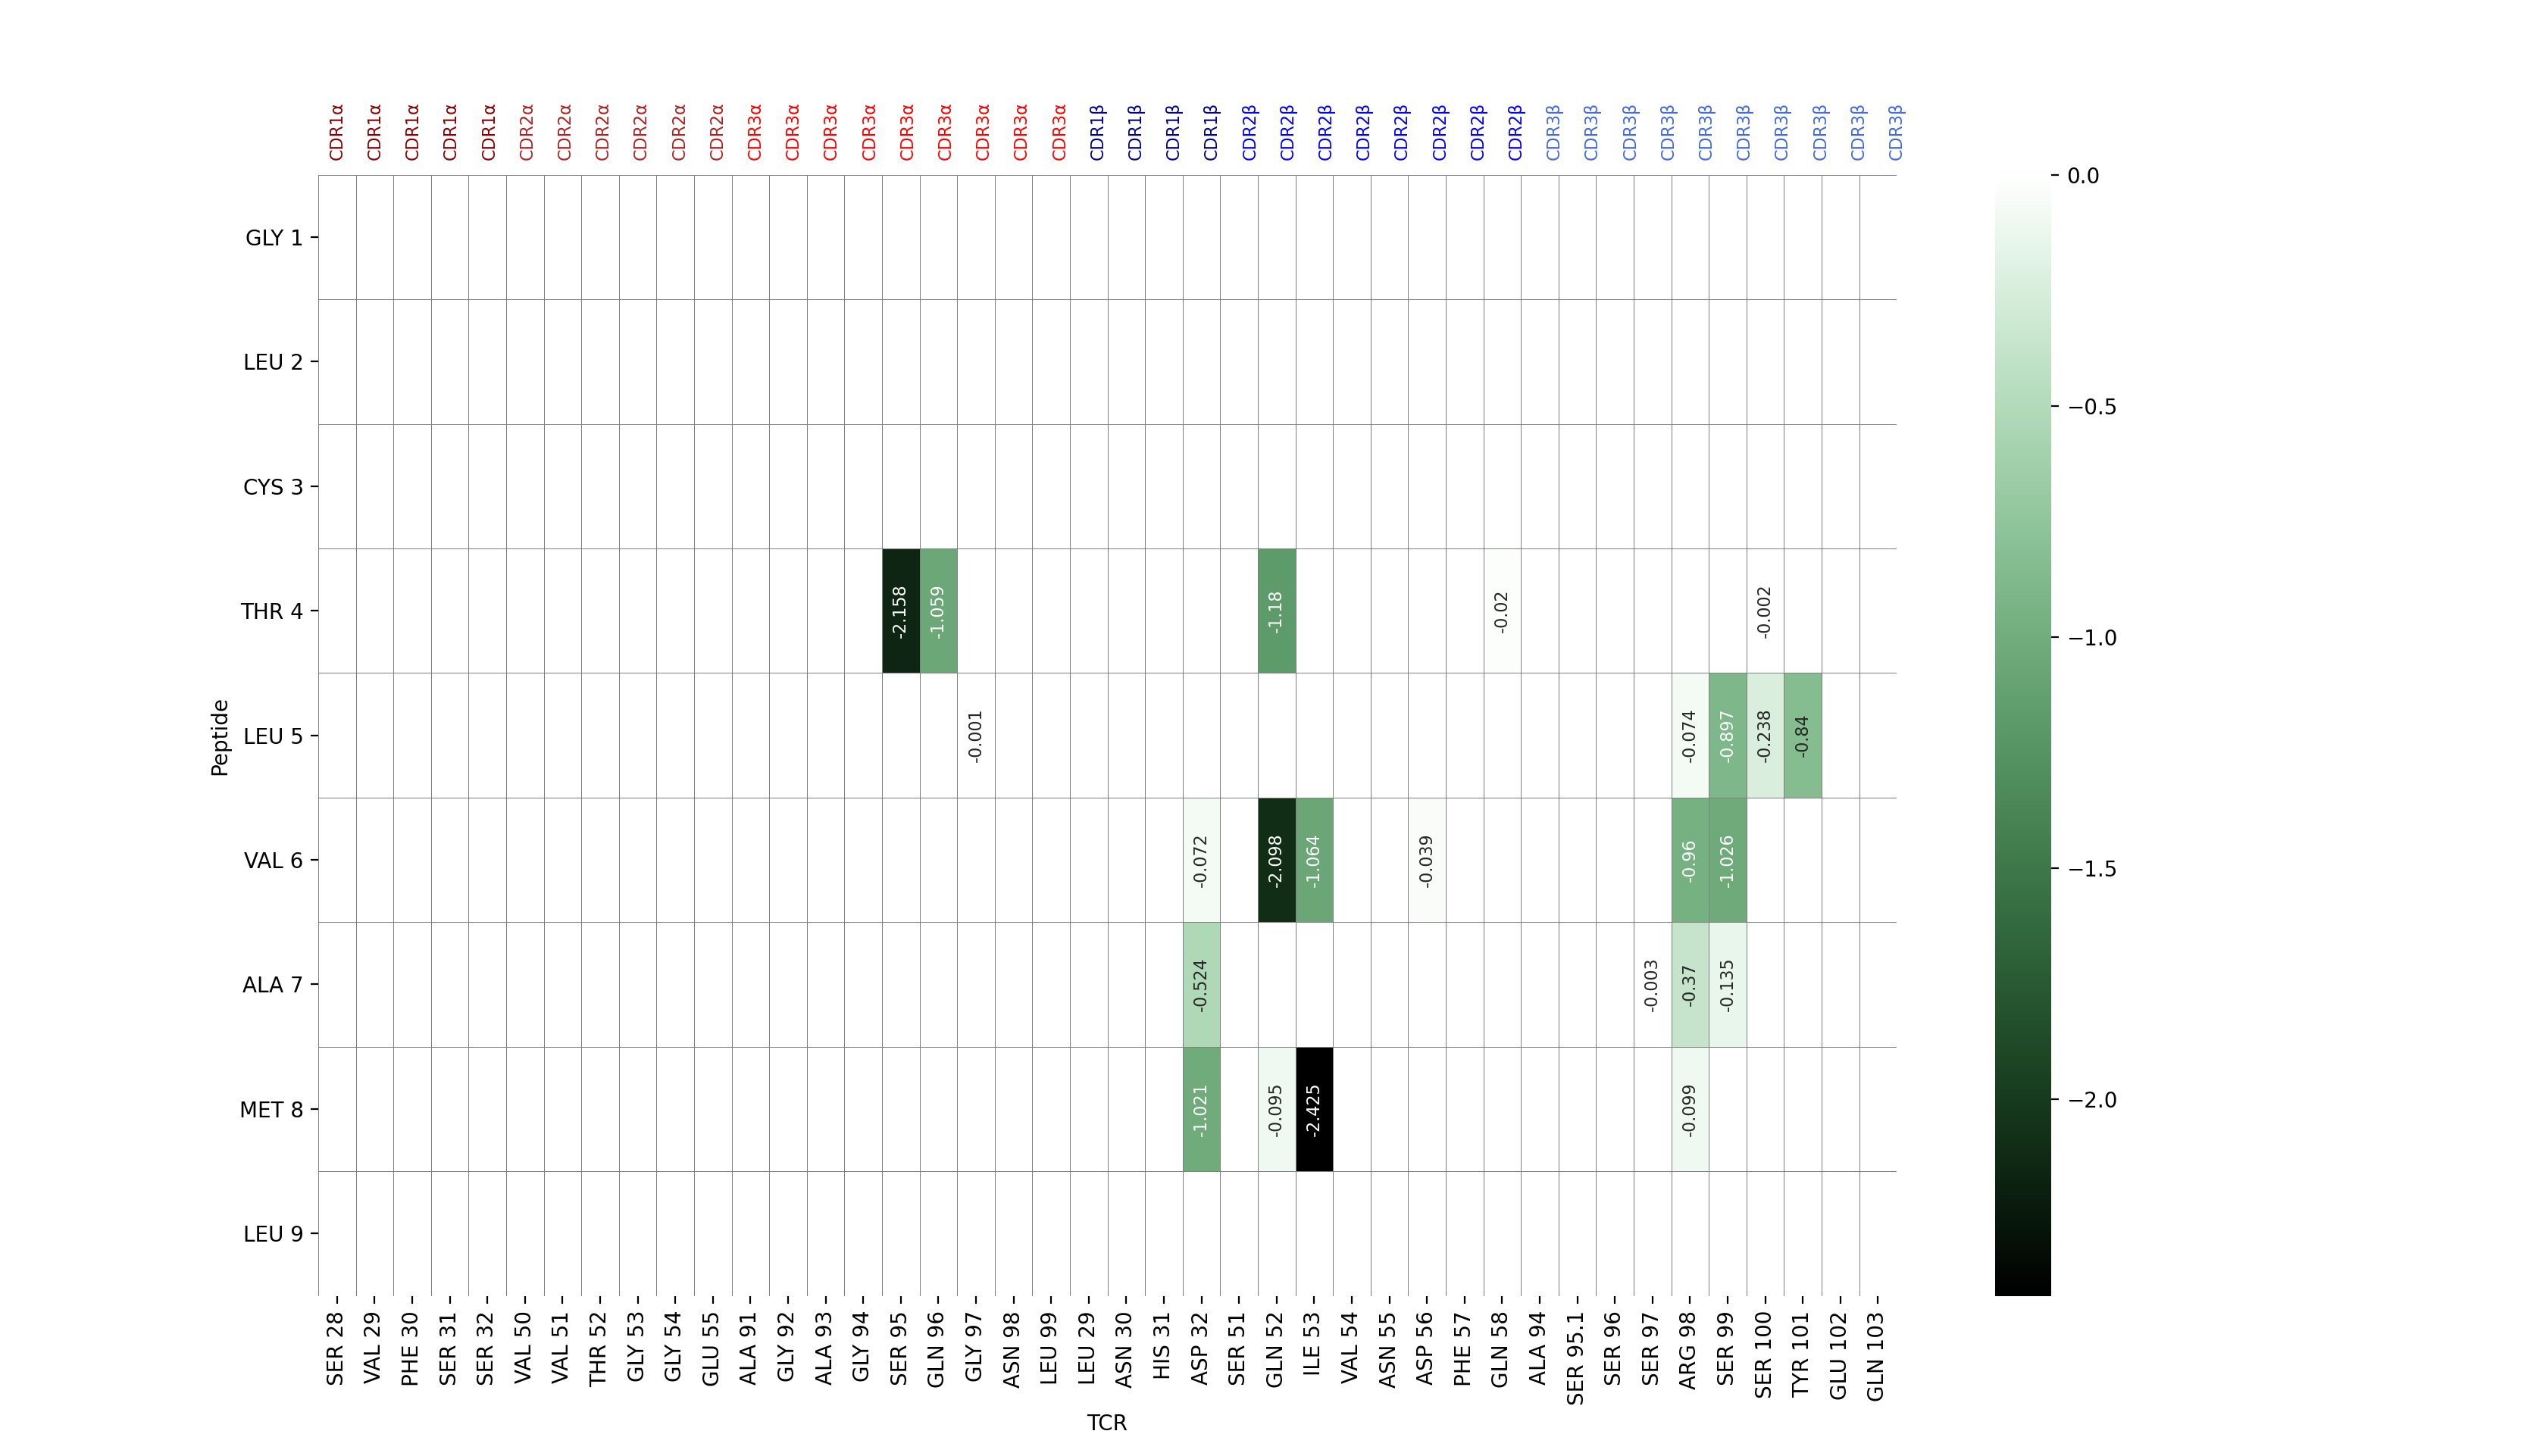 CDR1α CDR1α CDR1α CDR1α CDR1α CDR2α CDR2α CDR2α CDR2α CDR2α CDR2α CDR3α CDR3α CDR3α CDR3α CDR3α CDR3α CDR3α CDR3α CDR3α CDR1β CDR1β CDR1β CDR1β CDR2β CDR2β CDR2β CDR2β CDR2β CDR2β CDR2β CDR2β CDR3β CDR3β CDR3β CDR3β CDR3β CDR3β CDR3β CDR3β CDR3β CDR3β
Peptide
GLY 1
LEU 2
CYS 3
THR 4 -2.158 -1.059 -1.18 -0.02 -0.002
LEU 5 -0.001 -0.074 -0.897 -0.238 -0.84
VAL 6 -0.072 -2.098 -1.064 -0.039 -0.96 -1.026
ALA 7 -0.524 -0.003 -0.37 -0.135
MET 8 -1.021 -0.095 -2.425 -0.099
LEU 9
SER 28 VAL 29 PHE 30 SER 31 SER 32 VAL 50 VAL 51 THR 52 GLY 53 GLY 54 GLU 55 ALA 91 GLY 92 ALA 93 GLY 94 SER 95 GLN 96 GLY 97 ASN 98 LEU 99 LEU 29 ASN 30 HIS 31 ASP 32 SER 51 GLN 52 ILE 53 VAL 54 ASN 55 ASP 56 PHE 57 GLN 58 ALA 94 SER 95.1 SER 96 SER 97 ARG 98 SER 99 SER 100 TYR 101 GLU 102 GLN 103
TCR
0.0
−0.5
−1.0
−1.5
−2.0